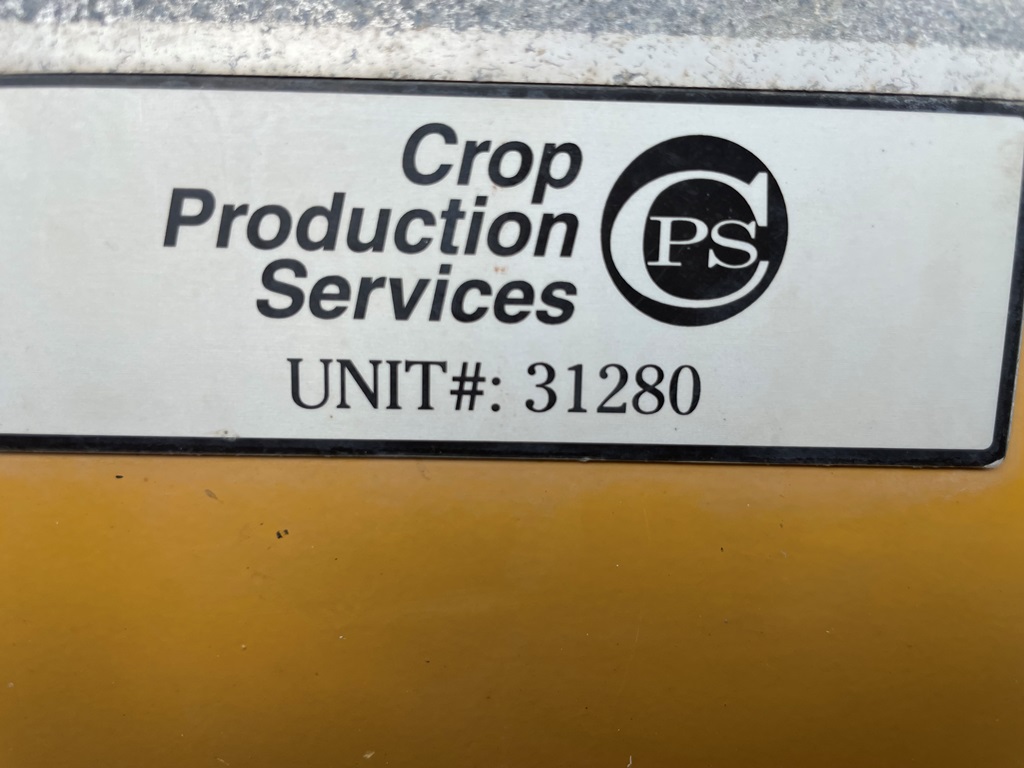 Crop
Production
Services
CPS
UNIT#: 31280